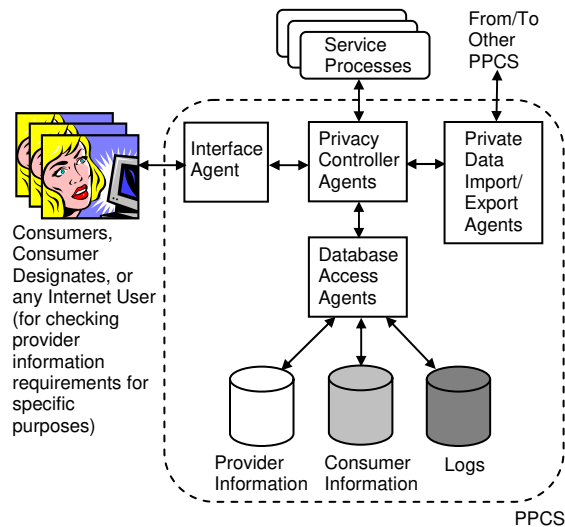 Service
Processes
From/To
Other
PPCS
Interface
Agent
Privacy
Controller
Agents
Private
Data
Import/
Export
Agents
Consumers,
Consumer
Designates, or
any Internet User
(for checking
provider
information
requirements for
specific
purposes)
Database
Access
Agents
Provider
Information
Consumer
Information
Logs
PPCS